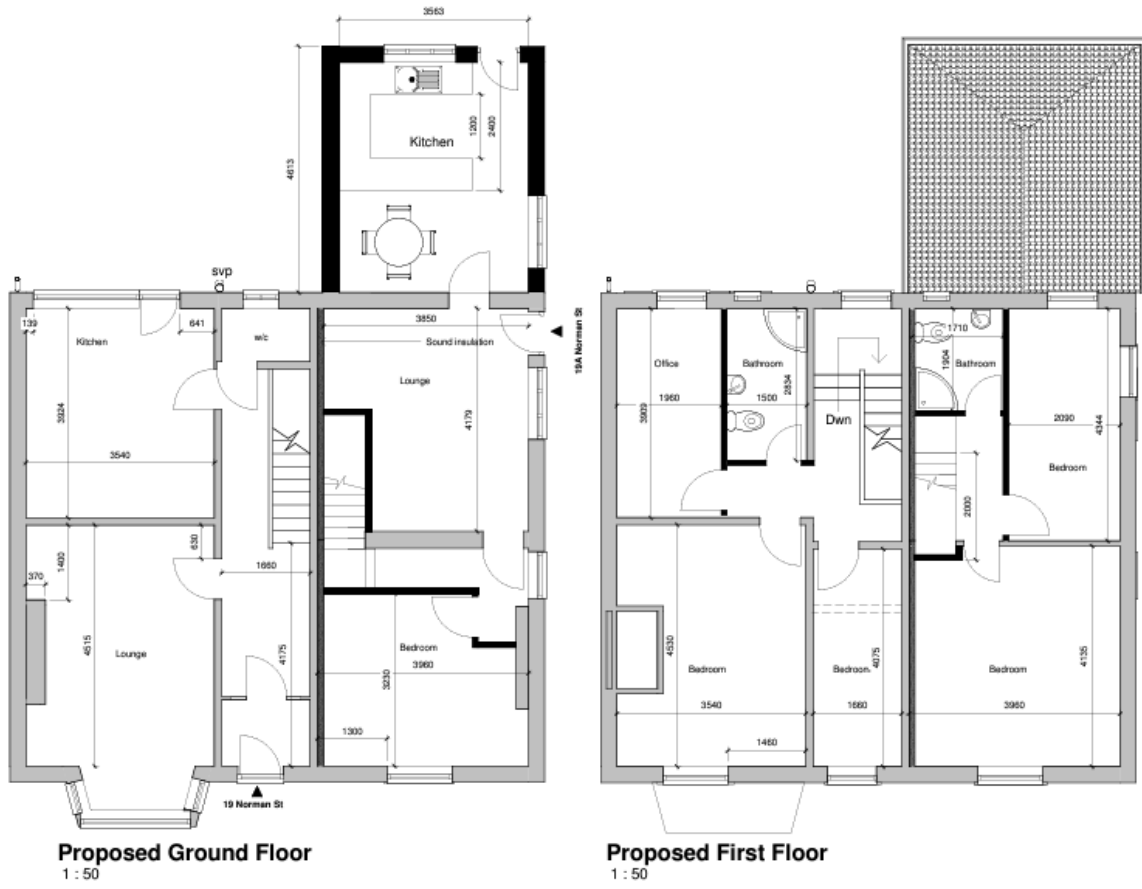 3563
4613
Kitchen
1200
2400
svp
139
641
Kitchen
w/c
3850
Sound insulation
19A Norman St
Lounge
3924
4179
3540
1400
630
370
1660
4515
Lounge
4175
Bedroom
3960
3230
1300
19 Norman St
Proposed Ground Floor
1 : 50
Office
Bathroom
1710
1904
Bathroom
3909
1960
2834
1500
Dwn
2090
4344
Bedroom
2000
4530
Bedroom
Bedroon
4075
Bedroom
4135
3540
1660
3960
1460
Proposed First Floor
1 : 50